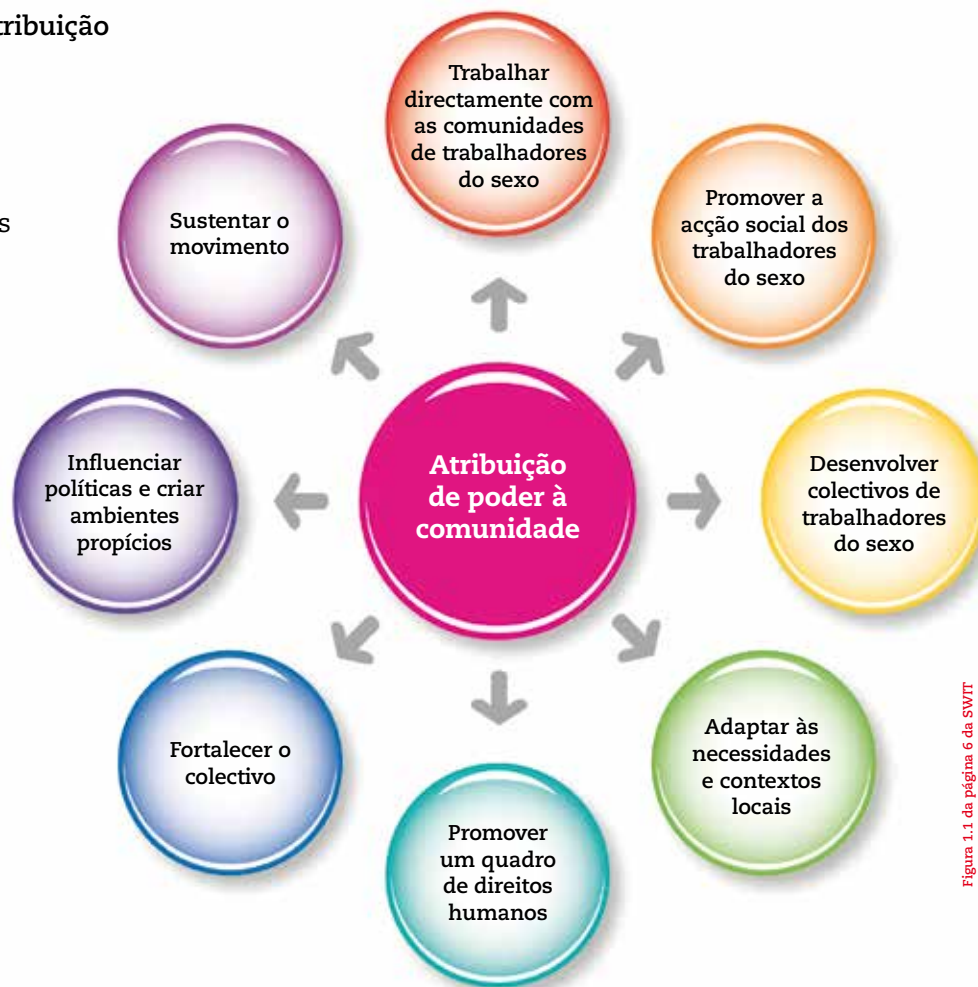 tribuição
s
Trabalhar
directamente com
as comunidades
de trabalhadores
do sexo
Promover a
acção social dos
trabalhadores
do sexo
Desenvolver
colectivos de
trabalhadores
do sexo
Adaptar às
necessidades
e contextos
locais
Promover
um quadro
de direitos
humanos
Fortalecer o
colectivo
Influenciar
políticas e criar
ambientes
propícios
Sustentar o
movimento
Atribuição
de poder à
comunidade
Figura 1.1 da página 6 da SWIT